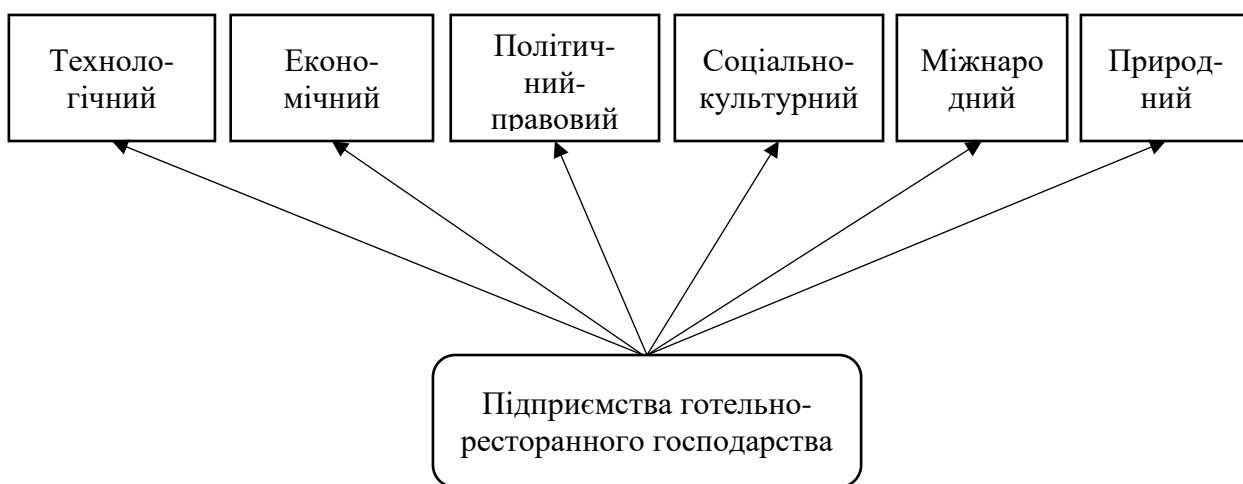 Техноло-
гічний
Еконо-
мічний
Політич-
ний-
правовий
Соціально-
культурний
Міжнаро
дний
Природ-
ний
Підприємства готельно-
ресторанного господарства